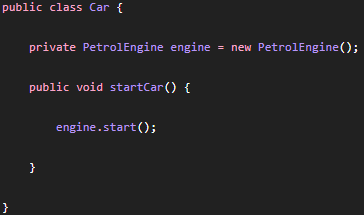 public class Car {
private PetrolEngine engine = new PetrolEngine();
public void startCar() {
engine.start();
}
}